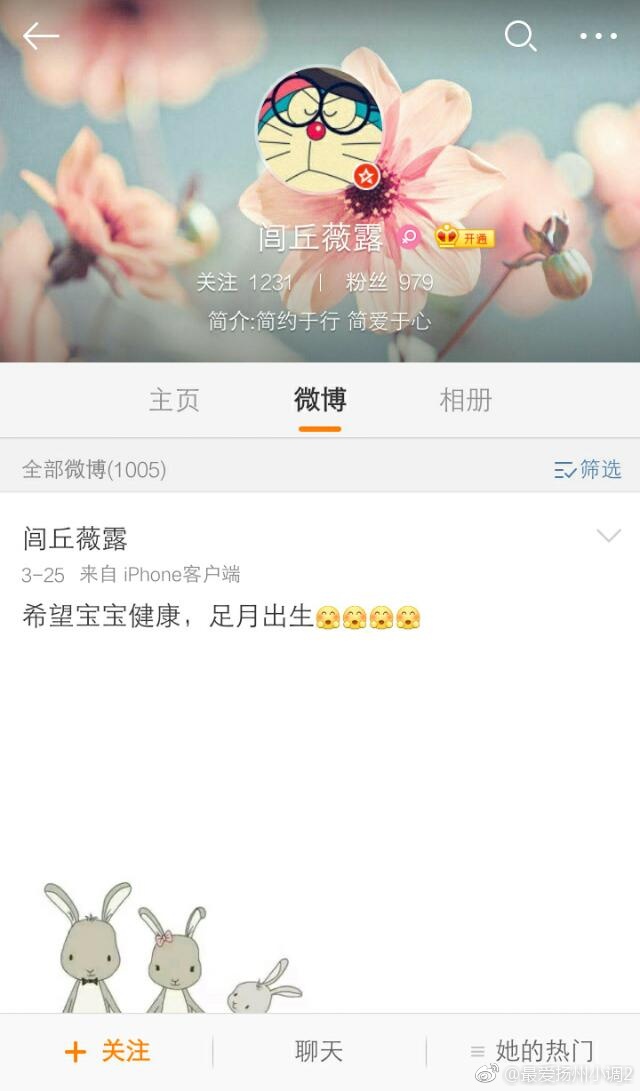 闾丘薇露
开通
关注 1231 | 粉丝 979
简介:简约于行 简爱于心
主页 微博 相册
全部微博(1005) 筛选
闾丘薇露
3-25 来自 iPhone客户端
希望宝宝健康，足月出生
+ 关注 聊天 她的热门
@最爱扬州小调2